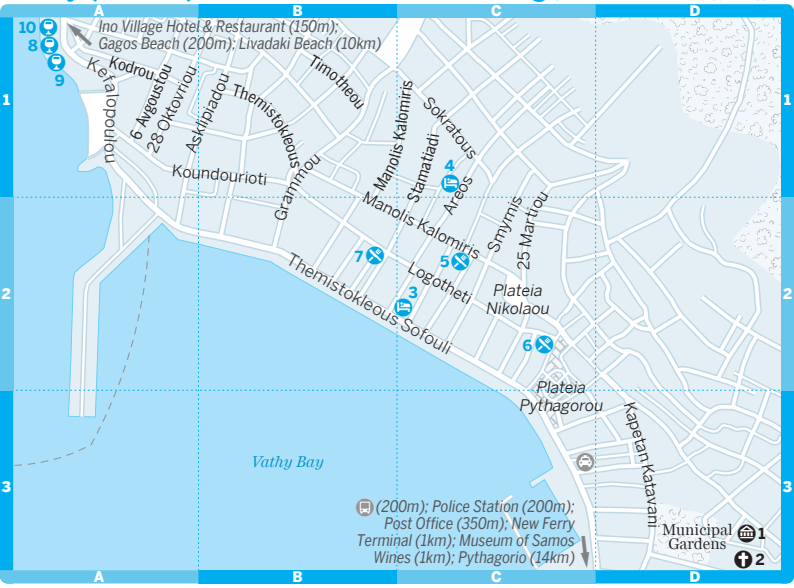 A B C D
10
8
9
Ino Village Hotel & Restaurant (150m);
Gagos Beach (200m); Livadaki Beach (10km)
Kefalopoulou
Kodrou
6 Avgoustou
28 Oktovriou
Asklipiadou
Themistokleous
Timotheou
Grammou
Koundourioti
Manolis Kalomiris
Stamatiadi
Sokratous
4
Areos
1
1
Manolis Kalomiris
Smyrnis
25 Martiou
7
5
Logotheti
3
Themistokleous Sofouli
Plateia
Nikolaou
6
2
2
Plateia
Pythagorou
Kapetan Katavani
Vathy Bay
3
3
(200m); Police Station (200m);
Post Office (350m); New Ferry
Terminal (1km); Museum of Samos
Wines (1km); Pythagorio (14km)
Municipal
Gardens
1
2
A B C D